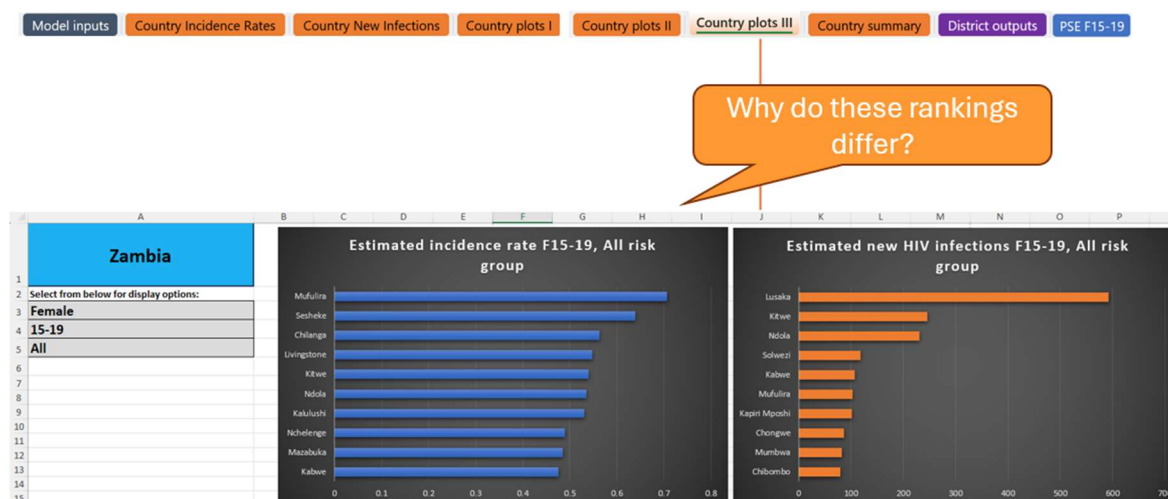 Model inputs
Country Incidence Rates
Country New Infections
Country plots I
Country plots II
Country plots III
Country summary
District outputs
PSE F15-19
Why do these rankings
differ?
A B C D E F G H I J K L M N O P
1
Zambia
2 Select from below for display options:
3 Female
4 15-19
5 All
6
7
8
9
10
11
12
13
14
15
Estimated incidence rate F15-19, All risk
group
Mufulira
Sesheke
Chilanga
Livingstone
Kitwe
Ndola
Kalulushi
Nchelenge
Mazabuka
Kabwe
0 0.1 0.2 0.3 0.4 0.5 0.6 0.7 0.8
Estimated new HIV infections F15-19, All risk
group
Lusaka
Kitwe
Ndola
Solwezi
Kabwe
Mufulira
Kapiri Mposhi
Chongwe
Mumbwa
Chibombo
0 100 200 300 400 500 600